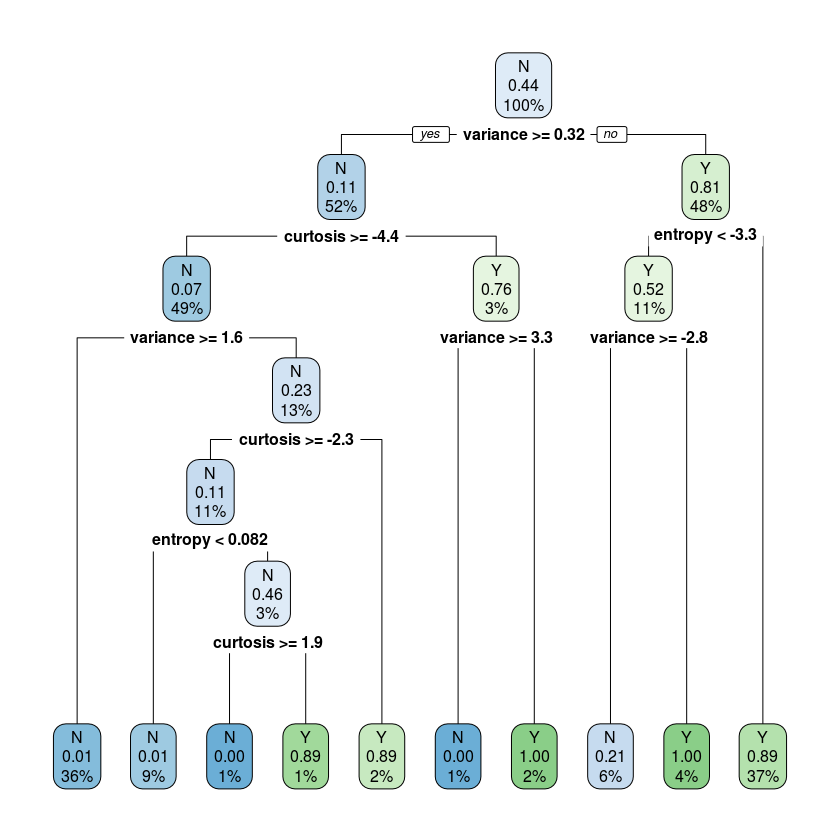 N
0.44
100%
yes variance >= 0.32 no
N
0.11
52%
Y
0.81
48%
curtosis >= -4.4
entropy < -3.3
N
0.07
49%
Y
0.76
3%
Y
0.52
11%
variance >= 1.6
variance >= 3.3
variance >= -2.8
N
0.23
13%
curtosis >= -2.3
N
0.11
11%
entropy < 0.082
N
0.46
3%
curtosis >= 1.9
N
0.01
36%
N
0.01
9%
N
0.00
1%
Y
0.89
1%
Y
0.89
2%
N
0.00
1%
Y
1.00
2%
N
0.21
6%
Y
1.00
4%
Y
0.89
37%